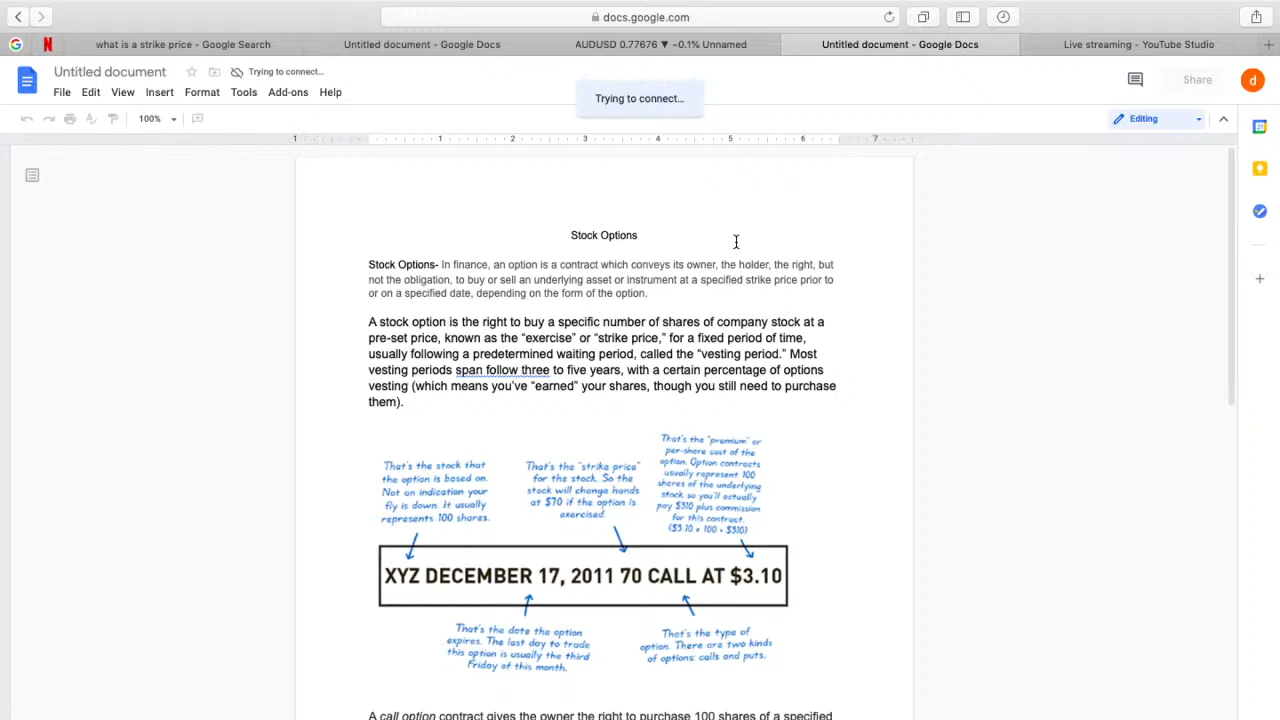 docs.google.com
what is a strike price - Google Search
Untitled document - Google Docs
AUDUSD 0.77676 ▼ −0.1% Unnamed
Untitled document - Google Docs
Live streaming - YouTube Studio
Untitled document
Trying to connect…
Trying to connect…
Share
d
File Edit View Insert Format Tools Add-ons Help
100%
Editing
1 1 2 3 4 5 6 7
Stock Options
Stock Options- In finance, an option is a contract which conveys its owner, the holder, the right, but
not the obligation, to buy or sell an underlying asset or instrument at a specified strike price prior to
or on a specified date, depending on the form of the option.
A stock option is the right to buy a specific number of shares of company stock at a
pre-set price, known as the “exercise” or “strike price,” for a fixed period of time,
usually following a predetermined waiting period, called the “vesting period.” Most
vesting periods span follow three to five years, with a certain percentage of options
vesting (which means you’ve “earned” your shares, though you still need to purchase
them).
That's the stock that
the option is based on.
Not an indication your
fly is down. It usually
represents 100 shares.
That's the "strike price"
for the stock. So the
stock will change hands
at $70 if the option is
exercised.
That's the "premium" or
per-share cost of the
option. Option contracts
usually represent 100
shares of the underlying
stock, so you'll actually
pay $310 plus commission
for this contract.
($3.10 x 100 = $310)
XYZ DECEMBER 17, 2011 70 CALL AT $3.10
That's the date the option
expires. The last day to trade
this option is usually the third
Friday of this month.
That's the type of
option. There are two kinds
of options: calls and puts.
A call option contract gives the owner the right to purchase 100 shares of a specified